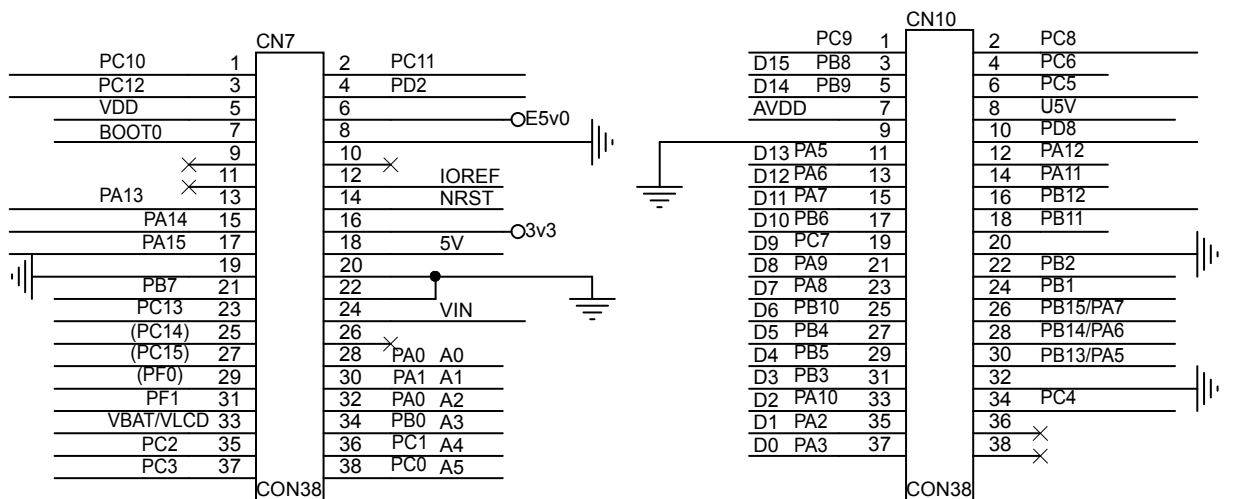 CN7
PC10 1 2 PC11
PC12 3 4 PD2
VDD 5 6 E5v0
BOOT0 7 8
9 10
11 12 IOREF
PA13 13 14 NRST
PA14 15 16 3v3
PA15 17 18 5V
19 20
PB7 21 22
PC13 23 24 VIN
(PC14) 25 26
(PC15) 27 28 PA0 A0
(PF0) 29 30 PA1 A1
PF1 31 32 PA0 A2
VBAT/VLCD 33 34 PB0 A3
PC2 35 36 PC1 A4
PC3 37 38 PC0 A5
CON38
CN10
PC9 1 2 PC8
D15 PB8 3 4 PC6
D14 PB9 5 6 PC5
AVDD 7 8 U5V
9 10 PD8
D13 PA5 11 12 PA12
D12 PA6 13 14 PA11
D11 PA7 15 16 PB12
D10 PB6 17 18 PB11
D9 PC7 19 20
D8 PA9 21 22 PB2
D7 PA8 23 24 PB1
D6 PB10 25 26 PB15/PA7
D5 PB4 27 28 PB14/PA6
D4 PB5 29 30 PB13/PA5
D3 PB3 31 32
D2 PA10 33 34 PC4
D1 PA2 35 36
D0 PA3 37 38
CON38